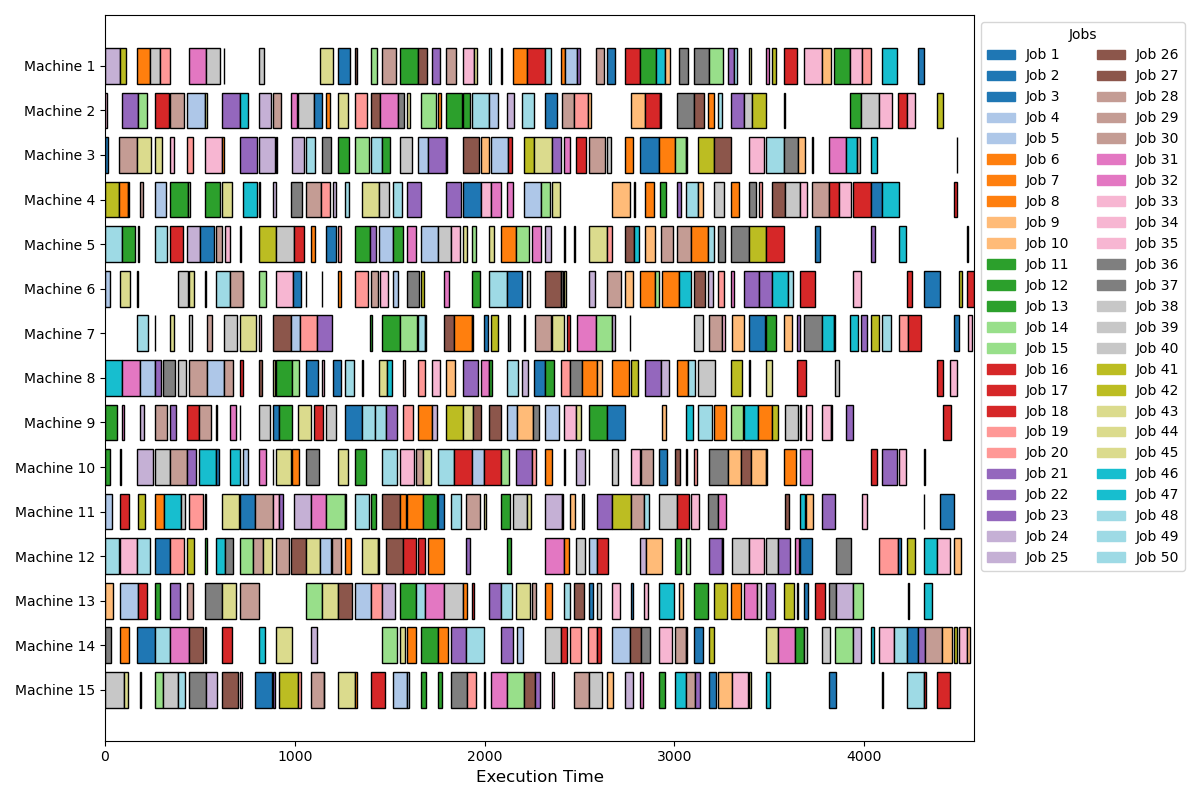 Machine 1
Machine 2
Machine 3
Machine 4
Machine 5
Machine 6
Machine 7
Machine 8
Machine 9
Machine 10
Machine 11
Machine 12
Machine 13
Machine 14
Machine 15
0 1000 2000 3000 4000
Execution Time
Jobs
Job 1 Job 26
Job 2 Job 27
Job 3 Job 28
Job 4 Job 29
Job 5 Job 30
Job 6 Job 31
Job 7 Job 32
Job 8 Job 33
Job 9 Job 34
Job 10 Job 35
Job 11 Job 36
Job 12 Job 37
Job 13 Job 38
Job 14 Job 39
Job 15 Job 40
Job 16 Job 41
Job 17 Job 42
Job 18 Job 43
Job 19 Job 44
Job 20 Job 45
Job 21 Job 46
Job 22 Job 47
Job 23 Job 48
Job 24 Job 49
Job 25 Job 50